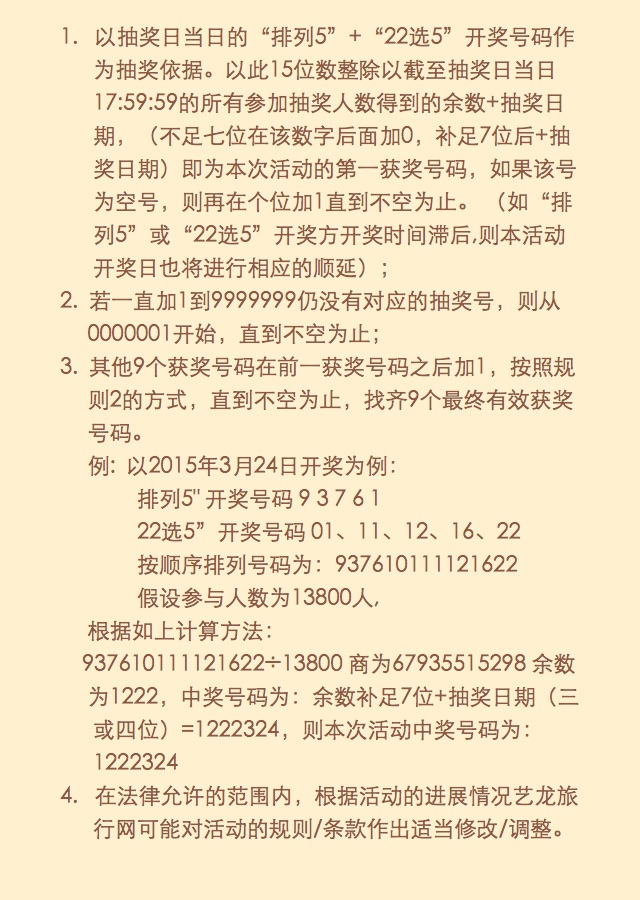 1. 以抽奖日当日的“排列5”+“22选5”开奖号码作
为抽奖依据。以此15位数整除以截至抽奖日当日
17:59:59的所有参加抽奖人数得到的余数+抽奖日
期，（不足七位在该数字后面加0，补足7位后+抽
奖日期）即为本次活动的第一获奖号码，如果该号
为空号，则再在个位加1直到不空为止。（如“排
列5”或“22选5”开奖方开奖时间滞后,则本活动
开奖日也将进行相应的顺延）；
2. 若一直加1到9999999仍没有对应的抽奖号，则从
0000001开始，直到不空为止；
3. 其他9个获奖号码在前一获奖号码之后加1，按照规
则2的方式，直到不空为止，找齐9个最终有效获奖
号码。
例: 以2015年3月24日开奖为例：
排列5" 开奖号码 9 3 7 6 1
22选5” 开奖号码 01、11、12、16、22
按顺序排列号码为：937610111121622
假设参与人数为13800人,
根据如上计算方法：
937610111121622÷13800 商为67935515298 余数
为1222，中奖号码为：余数补足7位+抽奖日期（三
或四位）=1222324，则本次活动中奖号码为：
1222324
4. 在法律允许的范围内，根据活动的进展情况艺龙旅
行网可能对活动的规则/条款作出适当修改/调整。